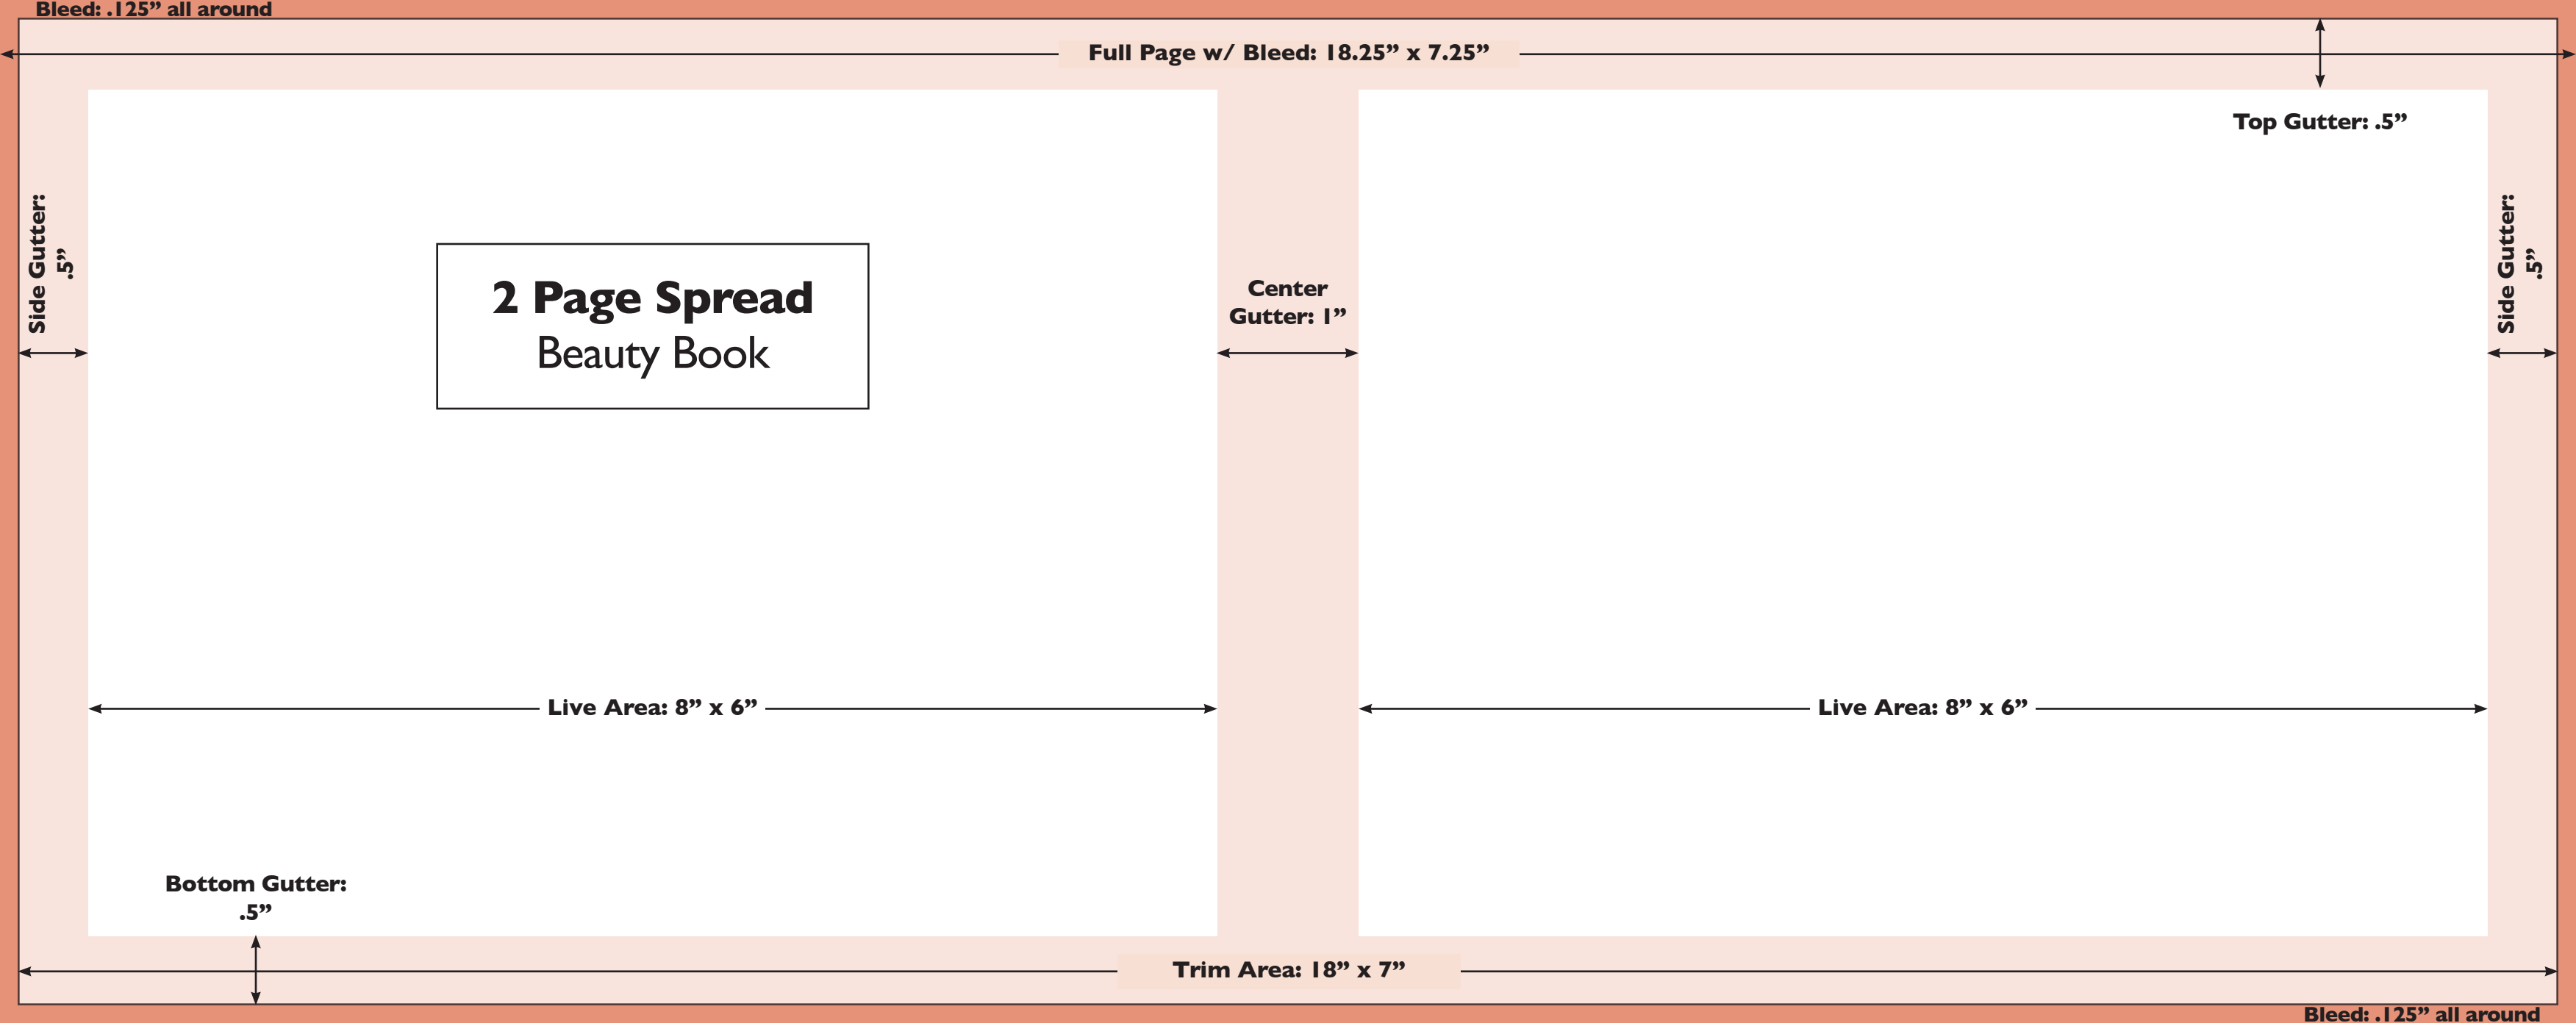 Bleed: .125” all around
Full Page w/ Bleed: 18.25” x 7.25”
Top Gutter: .5”
Side Gutter:
.5”
2 Page Spread
Beauty Book
Center
Gutter: 1”
Side Gutter:
.5”
Live Area: 8” x 6”
Live Area: 8” x 6”
Bottom Gutter:
.5”
Trim Area: 18” x 7”
Bleed: .125” all around